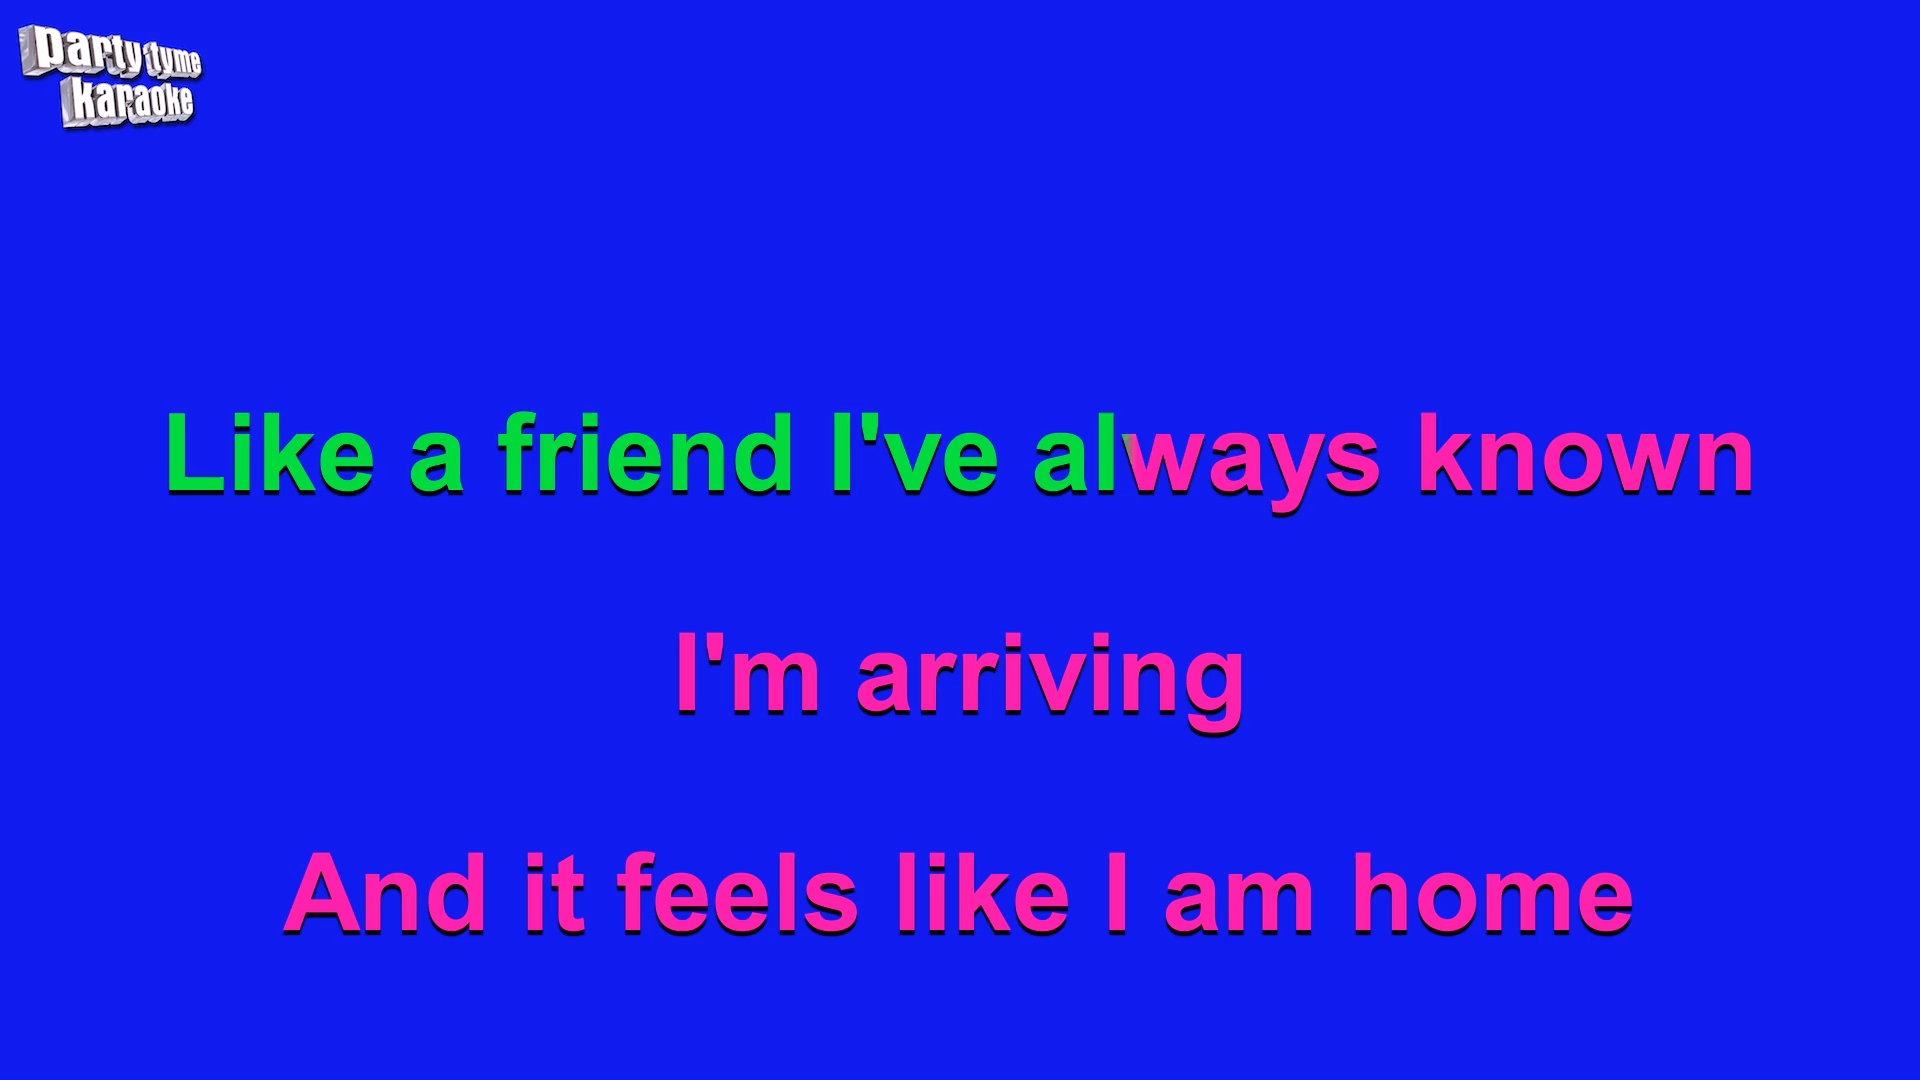 party tyme
karaoke
Like a friend I've always known
I'm arriving
And it feels like I am home